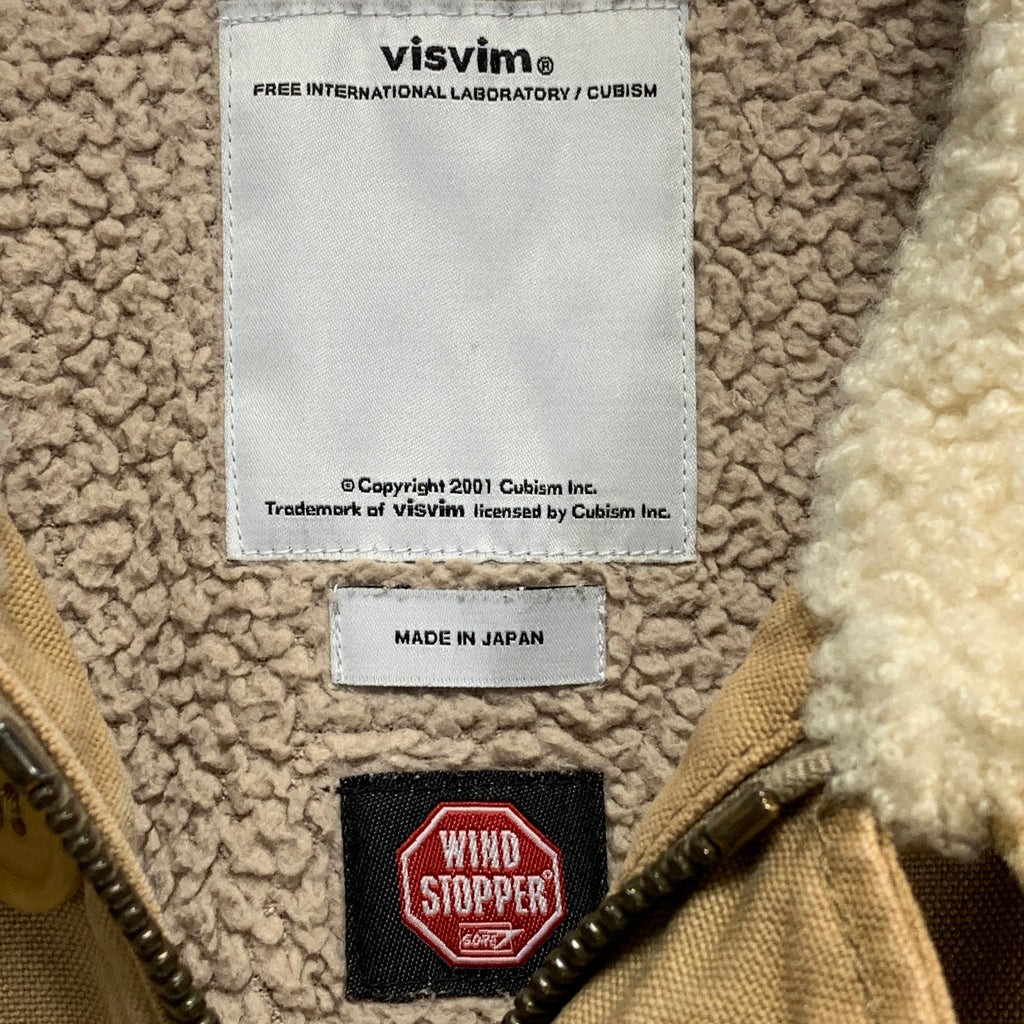 visvim®
FREE INTERNATIONAL LABORATORY / CUBISM
© Copyright 2001 Cubism Inc.
Trademark of visvim licensed by Cubism Inc.
MADE IN JAPAN
WIND
STOPPER®
GORE